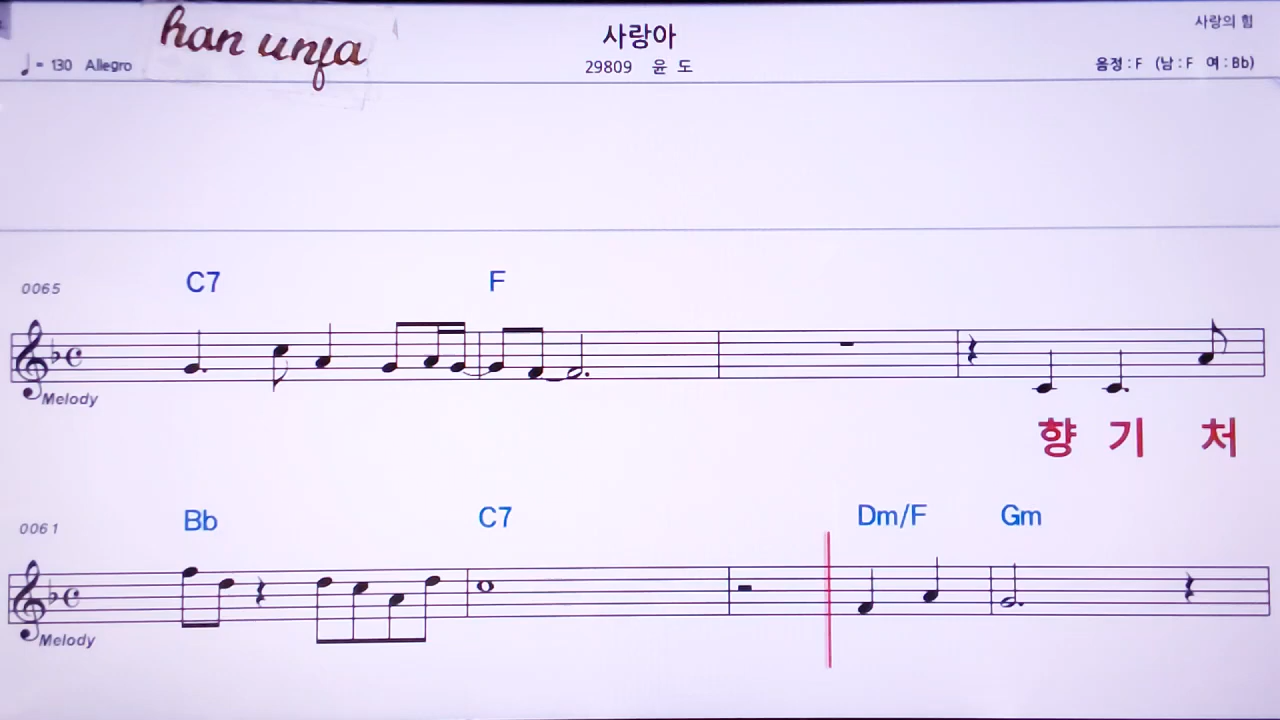 han unfa
사랑아
사랑의 힘
♩ = 130 Allegro
29809 윤 도
음정 : F (남 : F 여 : Bb)
0065 C7 F
Melody
향 기 처
0061 Bb C7 Dm/F Gm
Melody